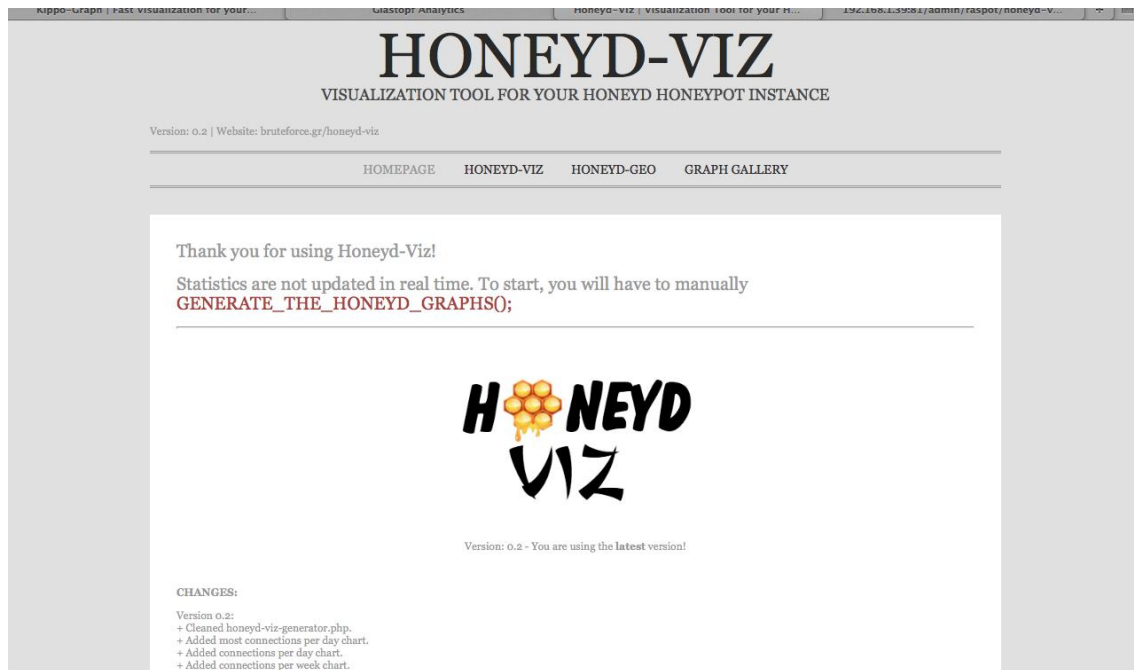 Kippo-Graph | Fast Visualization for your...
Glastopf Analytics
Honeyd-Viz | Visualization Tool for your H...
192.168.1.39:81/admin/raspot/honeyd-v...
HONEYD-VIZ
VISUALIZATION TOOL FOR YOUR HONEYD HONEYPOT INSTANCE
Version: 0.2 | Website: bruteforce.gr/honeyd-viz
HOMEPAGE HONEYD-VIZ HONEYD-GEO GRAPH GALLERY
Thank you for using Honeyd-Viz!
Statistics are not updated in real time. To start, you will have to manually
GENERATE_THE_HONEYD_GRAPHS();
HONEYD
VIZ
Version: 0.2 - You are using the latest version!
CHANGES:
Version 0.2:
+ Cleaned honeyd-viz-generator.php.
+ Added most connections per day chart.
+ Added connections per day chart.
+ Added connections per week chart.